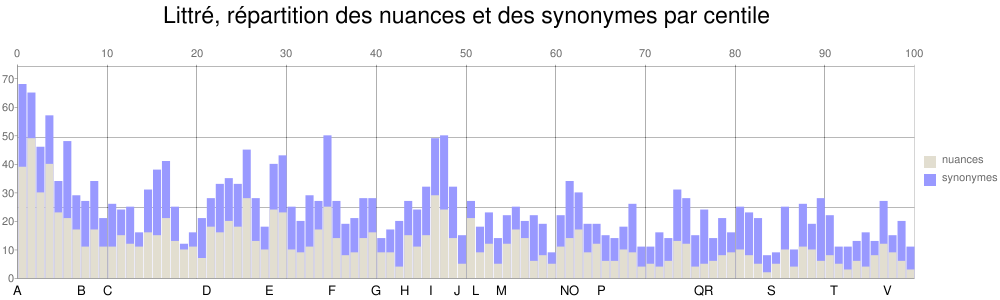 Littré, répartition des nuances et des synonymes par centile
0 10 20 30 40 50 60 70 80 90 100
70
60
50
40
30
20
10
0
nuances
synonymes
A B C D E F G H I J L M NO P QR S T V